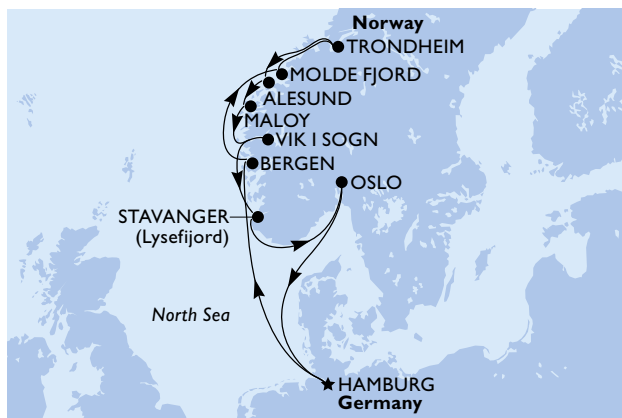 Norway
TRONDHEIM
MOLDE FJORD
ALESUND
MALOY
VIK I SOGN
BERGEN
OSLO
STAVANGER
(Lysefijord)
North Sea
HAMBURG
Germany